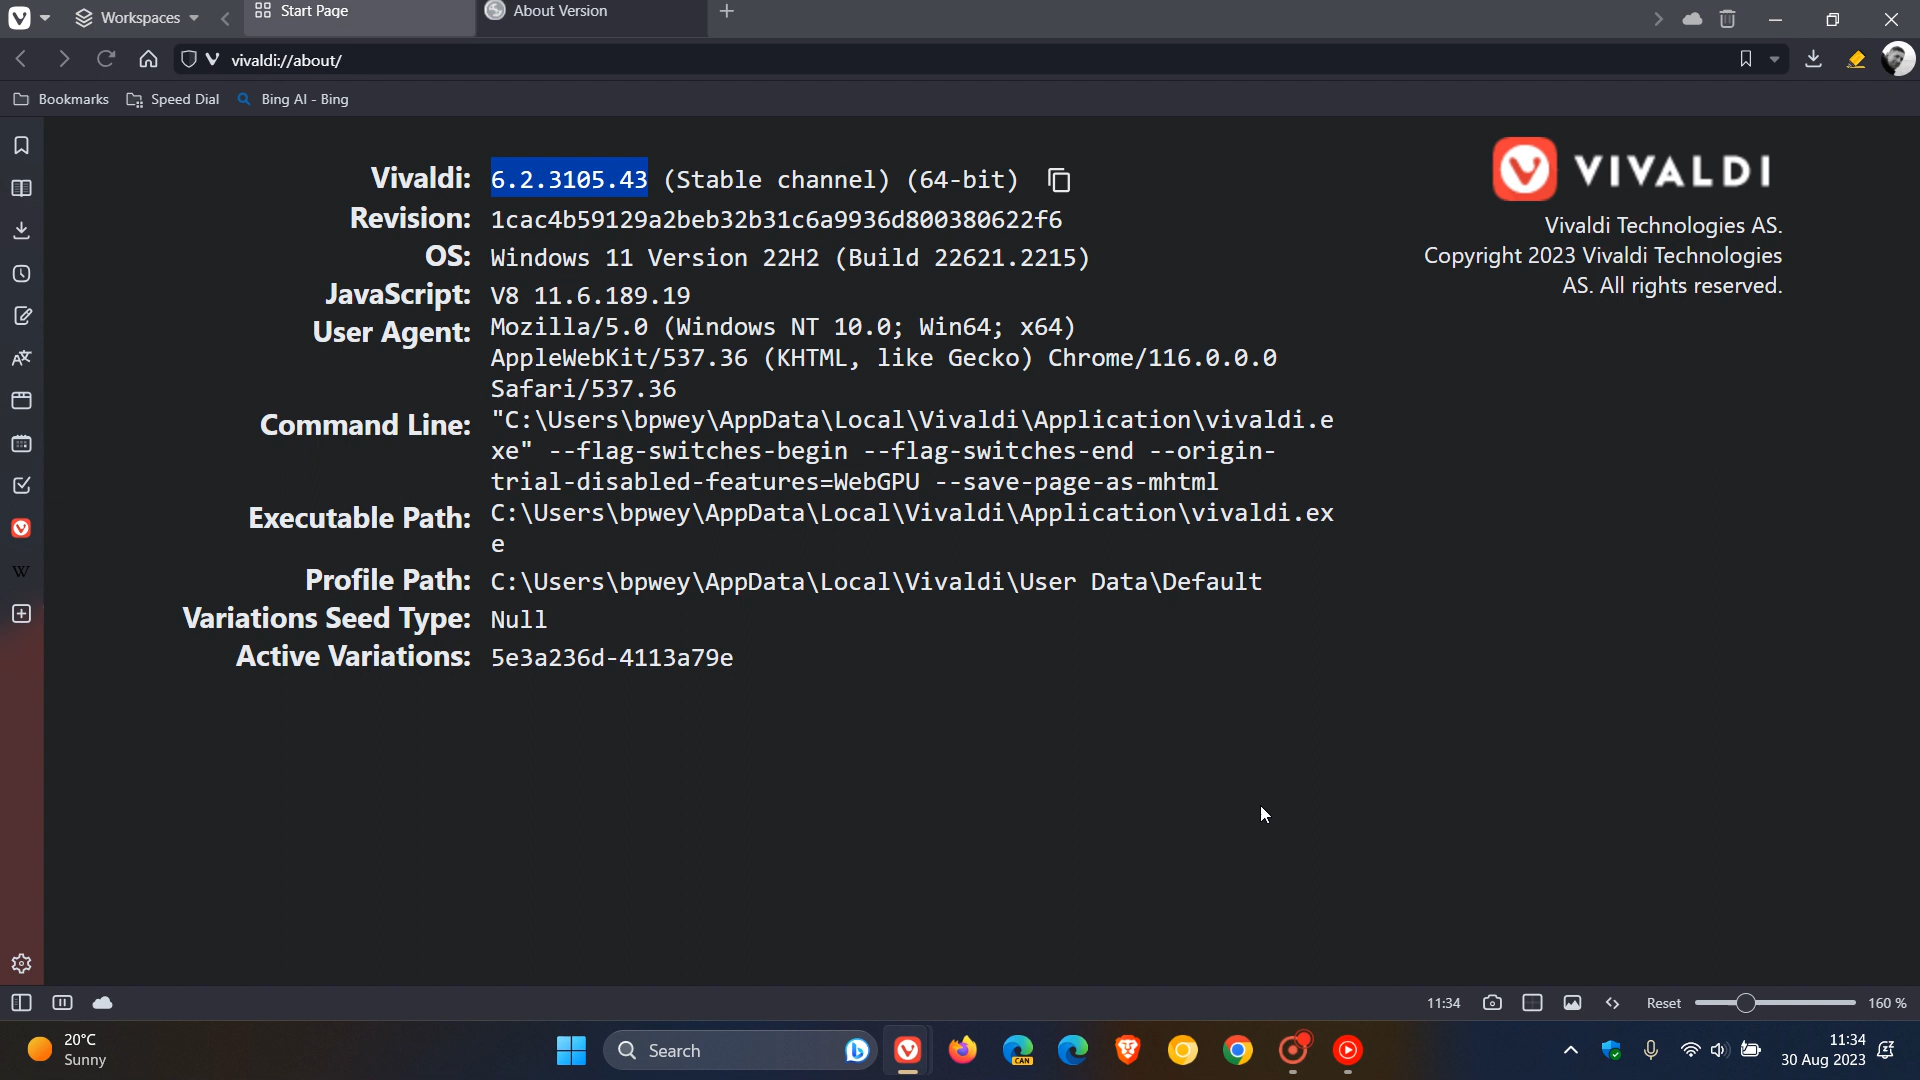 Workspaces
Start Page
About Version
vivaldi://about/
Bookmarks
Speed Dial
Bing AI - Bing
VIVALDI
Vivaldi Technologies AS.
Copyright 2023 Vivaldi Technologies
AS. All rights reserved.
Vivaldi: 6.2.3105.43 (Stable channel) (64-bit)
Revision: 1cac4b59129a2beb32b31c6a9936d800380622f6
OS: Windows 11 Version 22H2 (Build 22621.2215)
JavaScript: V8 11.6.189.19
User Agent: Mozilla/5.0 (Windows NT 10.0; Win64; x64)
AppleWebKit/537.36 (KHTML, like Gecko) Chrome/116.0.0.0
Safari/537.36
Command Line: "C:\Users\bpwey\AppData\Local\Vivaldi\Application\vivaldi.e
xe" --flag-switches-begin --flag-switches-end --origin-
trial-disabled-features=WebGPU --save-page-as-mhtml
Executable Path: C:\Users\bpwey\AppData\Local\Vivaldi\Application\vivaldi.ex
e
Profile Path: C:\Users\bpwey\AppData\Local\Vivaldi\User Data\Default
Variations Seed Type: Null
Active Variations: 5e3a236d-4113a79e
W
11:34
Reset
160 %
20°C
Sunny
Search
CAN
11:34
30 Aug 2023